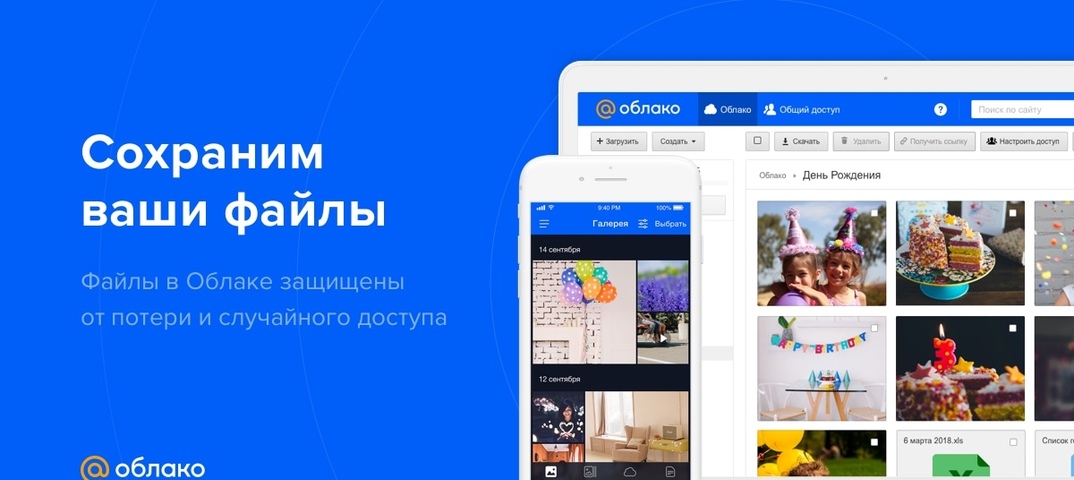 Сохраним
ваши файлы
Файлы в Облаке защищены
от потери и случайного доступа
@ облако
@ облако
Облако
Общий доступ
?
Поиск по сайту
+ Загрузить
Создать
Скачать
Удалить
Получить ссылку
Настроить доступ
Облако
День Рождения
HAPPY BIRTHDAY
3
6 марта 2018.xls
X
9:40 PM
100%
Галерея
Выбрать
14 сентября
12 сентября